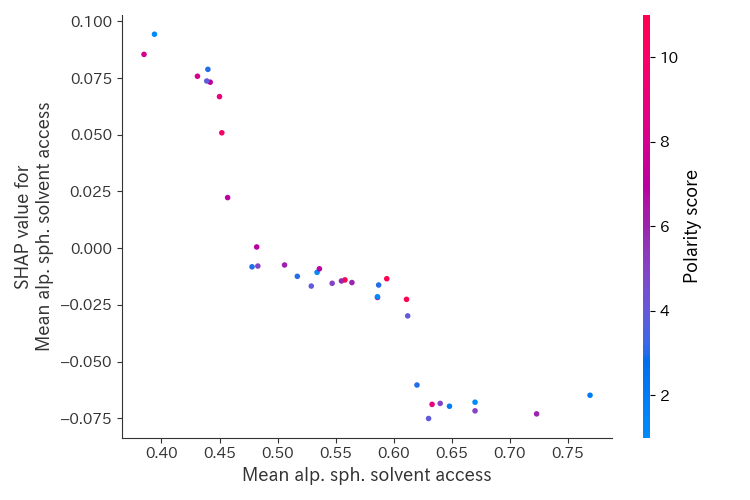 0.100
0.075
0.050
0.025
0.000
−0.025
−0.050
−0.075
SHAP value for
Mean alp. sph. solvent access
0.40 0.45 0.50 0.55 0.60 0.65 0.70 0.75
Mean alp. sph. solvent access
10
8
6
4
2
Polarity score